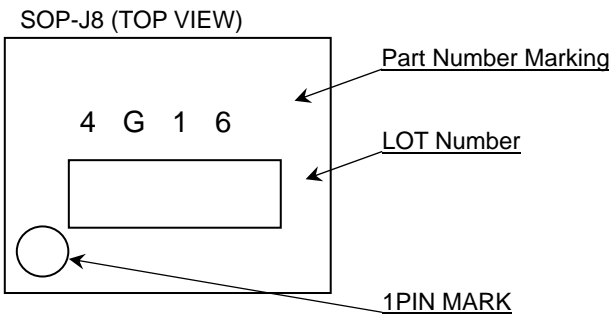 SOP-J8 (TOP VIEW)
Part Number Marking
4 G 1 6
LOT Number
1PIN MARK